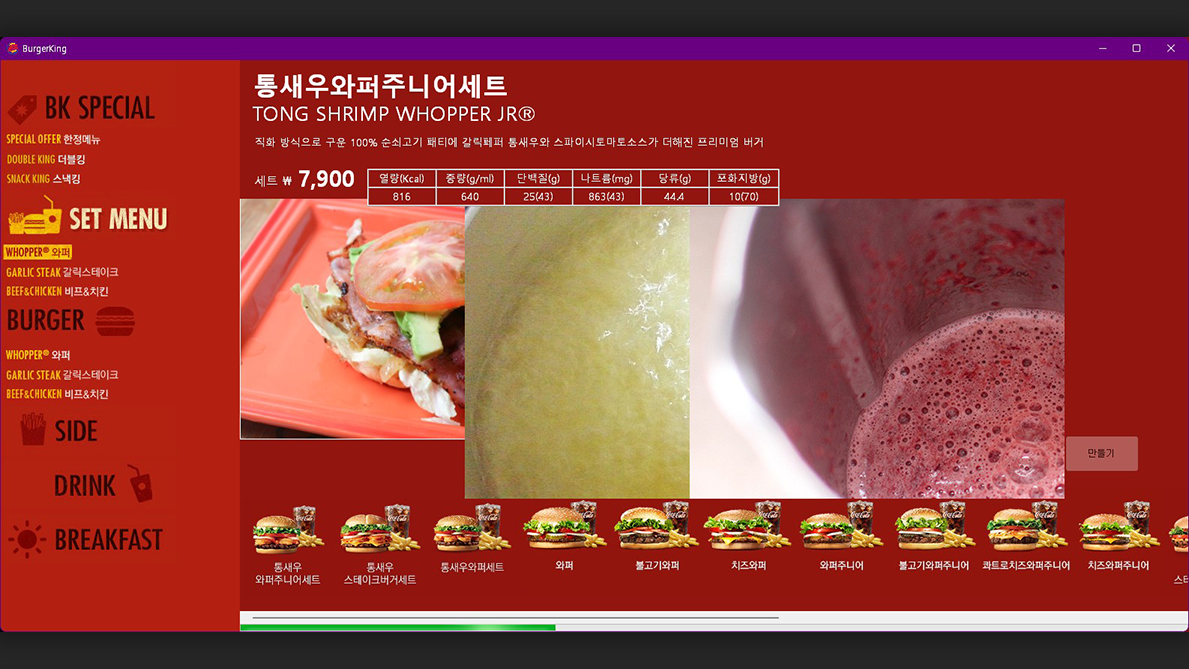 BurgerKing
BK SPECIAL
SPECIAL OFFER 한정메뉴
DOUBLE KING 더블킹
SNACK KING 스낵킹
SET MENU
WHOPPER® 와퍼
GARLIC STEAK 갈릭스테이크
BEEF&CHICKEN 비프&치킨
BURGER
WHOPPER® 와퍼
GARLIC STEAK 갈릭스테이크
BEEF&CHICKEN 비프&치킨
SIDE
DRINK
BREAKFAST
통새우와퍼주니어세트
TONG SHRIMP WHOPPER JR®
직화 방식으로 구운 100% 순쇠고기 패티에 갈릭페퍼 통새우와 스파이시토마토소스가 더해진 프리미엄 버거
세트 ₩ 7,900
열량(Kcal) 중량(g/ml) 단백질(g) 나트륨(mg) 당류(g) 포화지방(g)
816 640 25(43) 863(43) 44.4 10(70)
만들기
통새우
와퍼주니어세트
통새우
스테이크버거세트
통새우와퍼세트
와퍼
불고기와퍼
치즈와퍼
와퍼주니어
불고기와퍼주니어
콰트로치즈와퍼주니어
치즈와퍼주니어